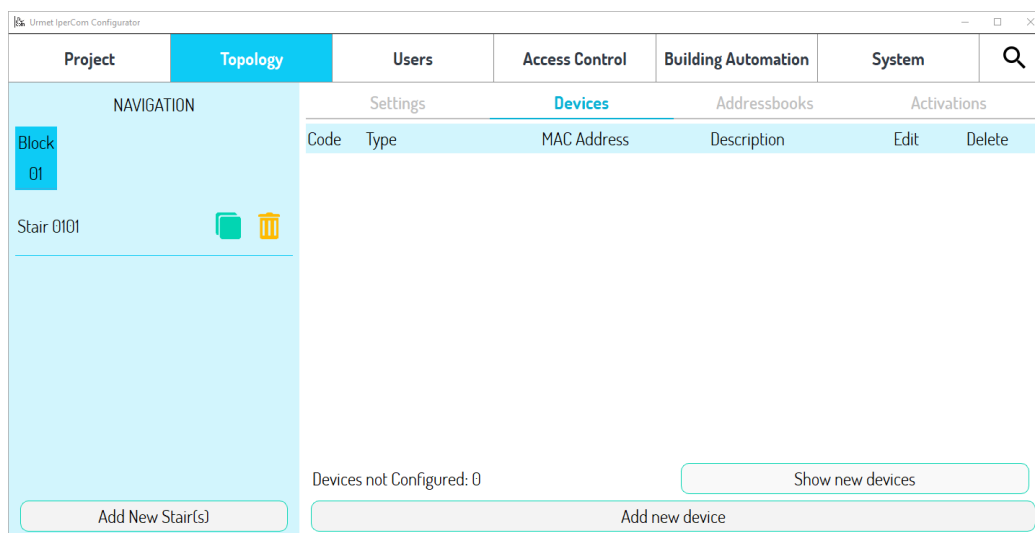 Urmet IperCom Configurator
Project Topology Users Access Control Building Automation System
NAVIGATION
Settings Devices Addressbooks Activations
Block
01
Code Type MAC Address Description Edit Delete
Stair 0101
Devices not Configured: 0
Show new devices
Add New Stair(s)
Add new device